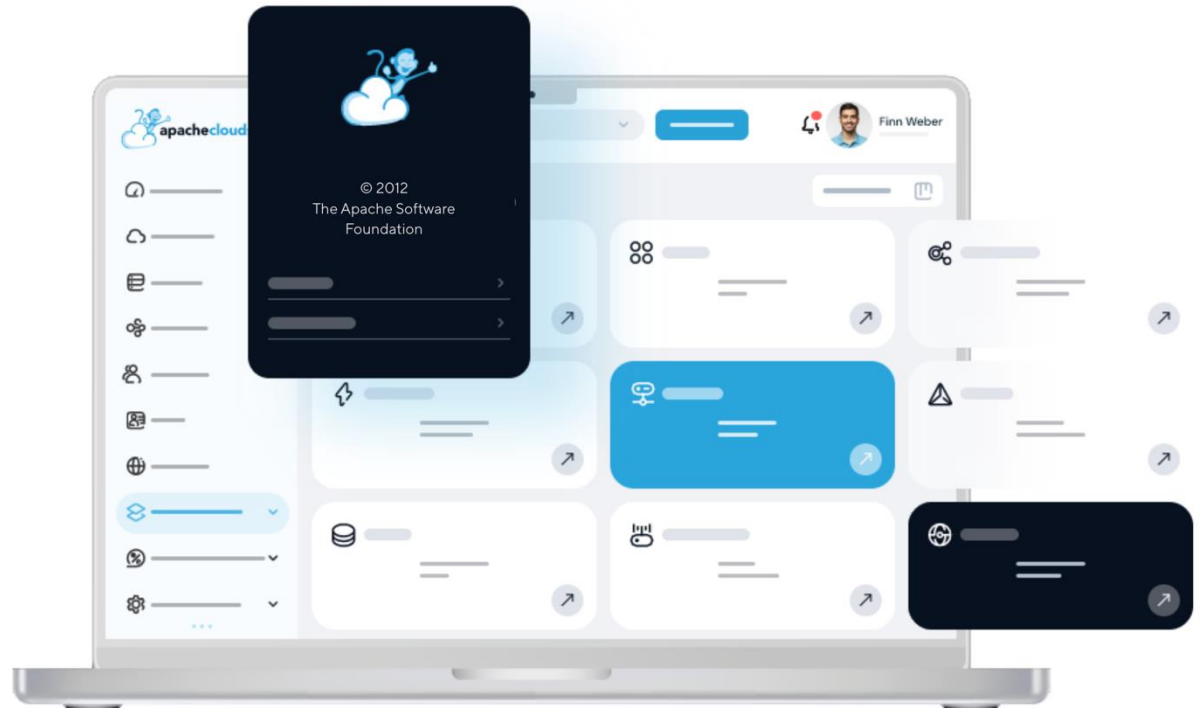 apachecloud
Finn Weber
© 2012
The Apache Software
Foundation